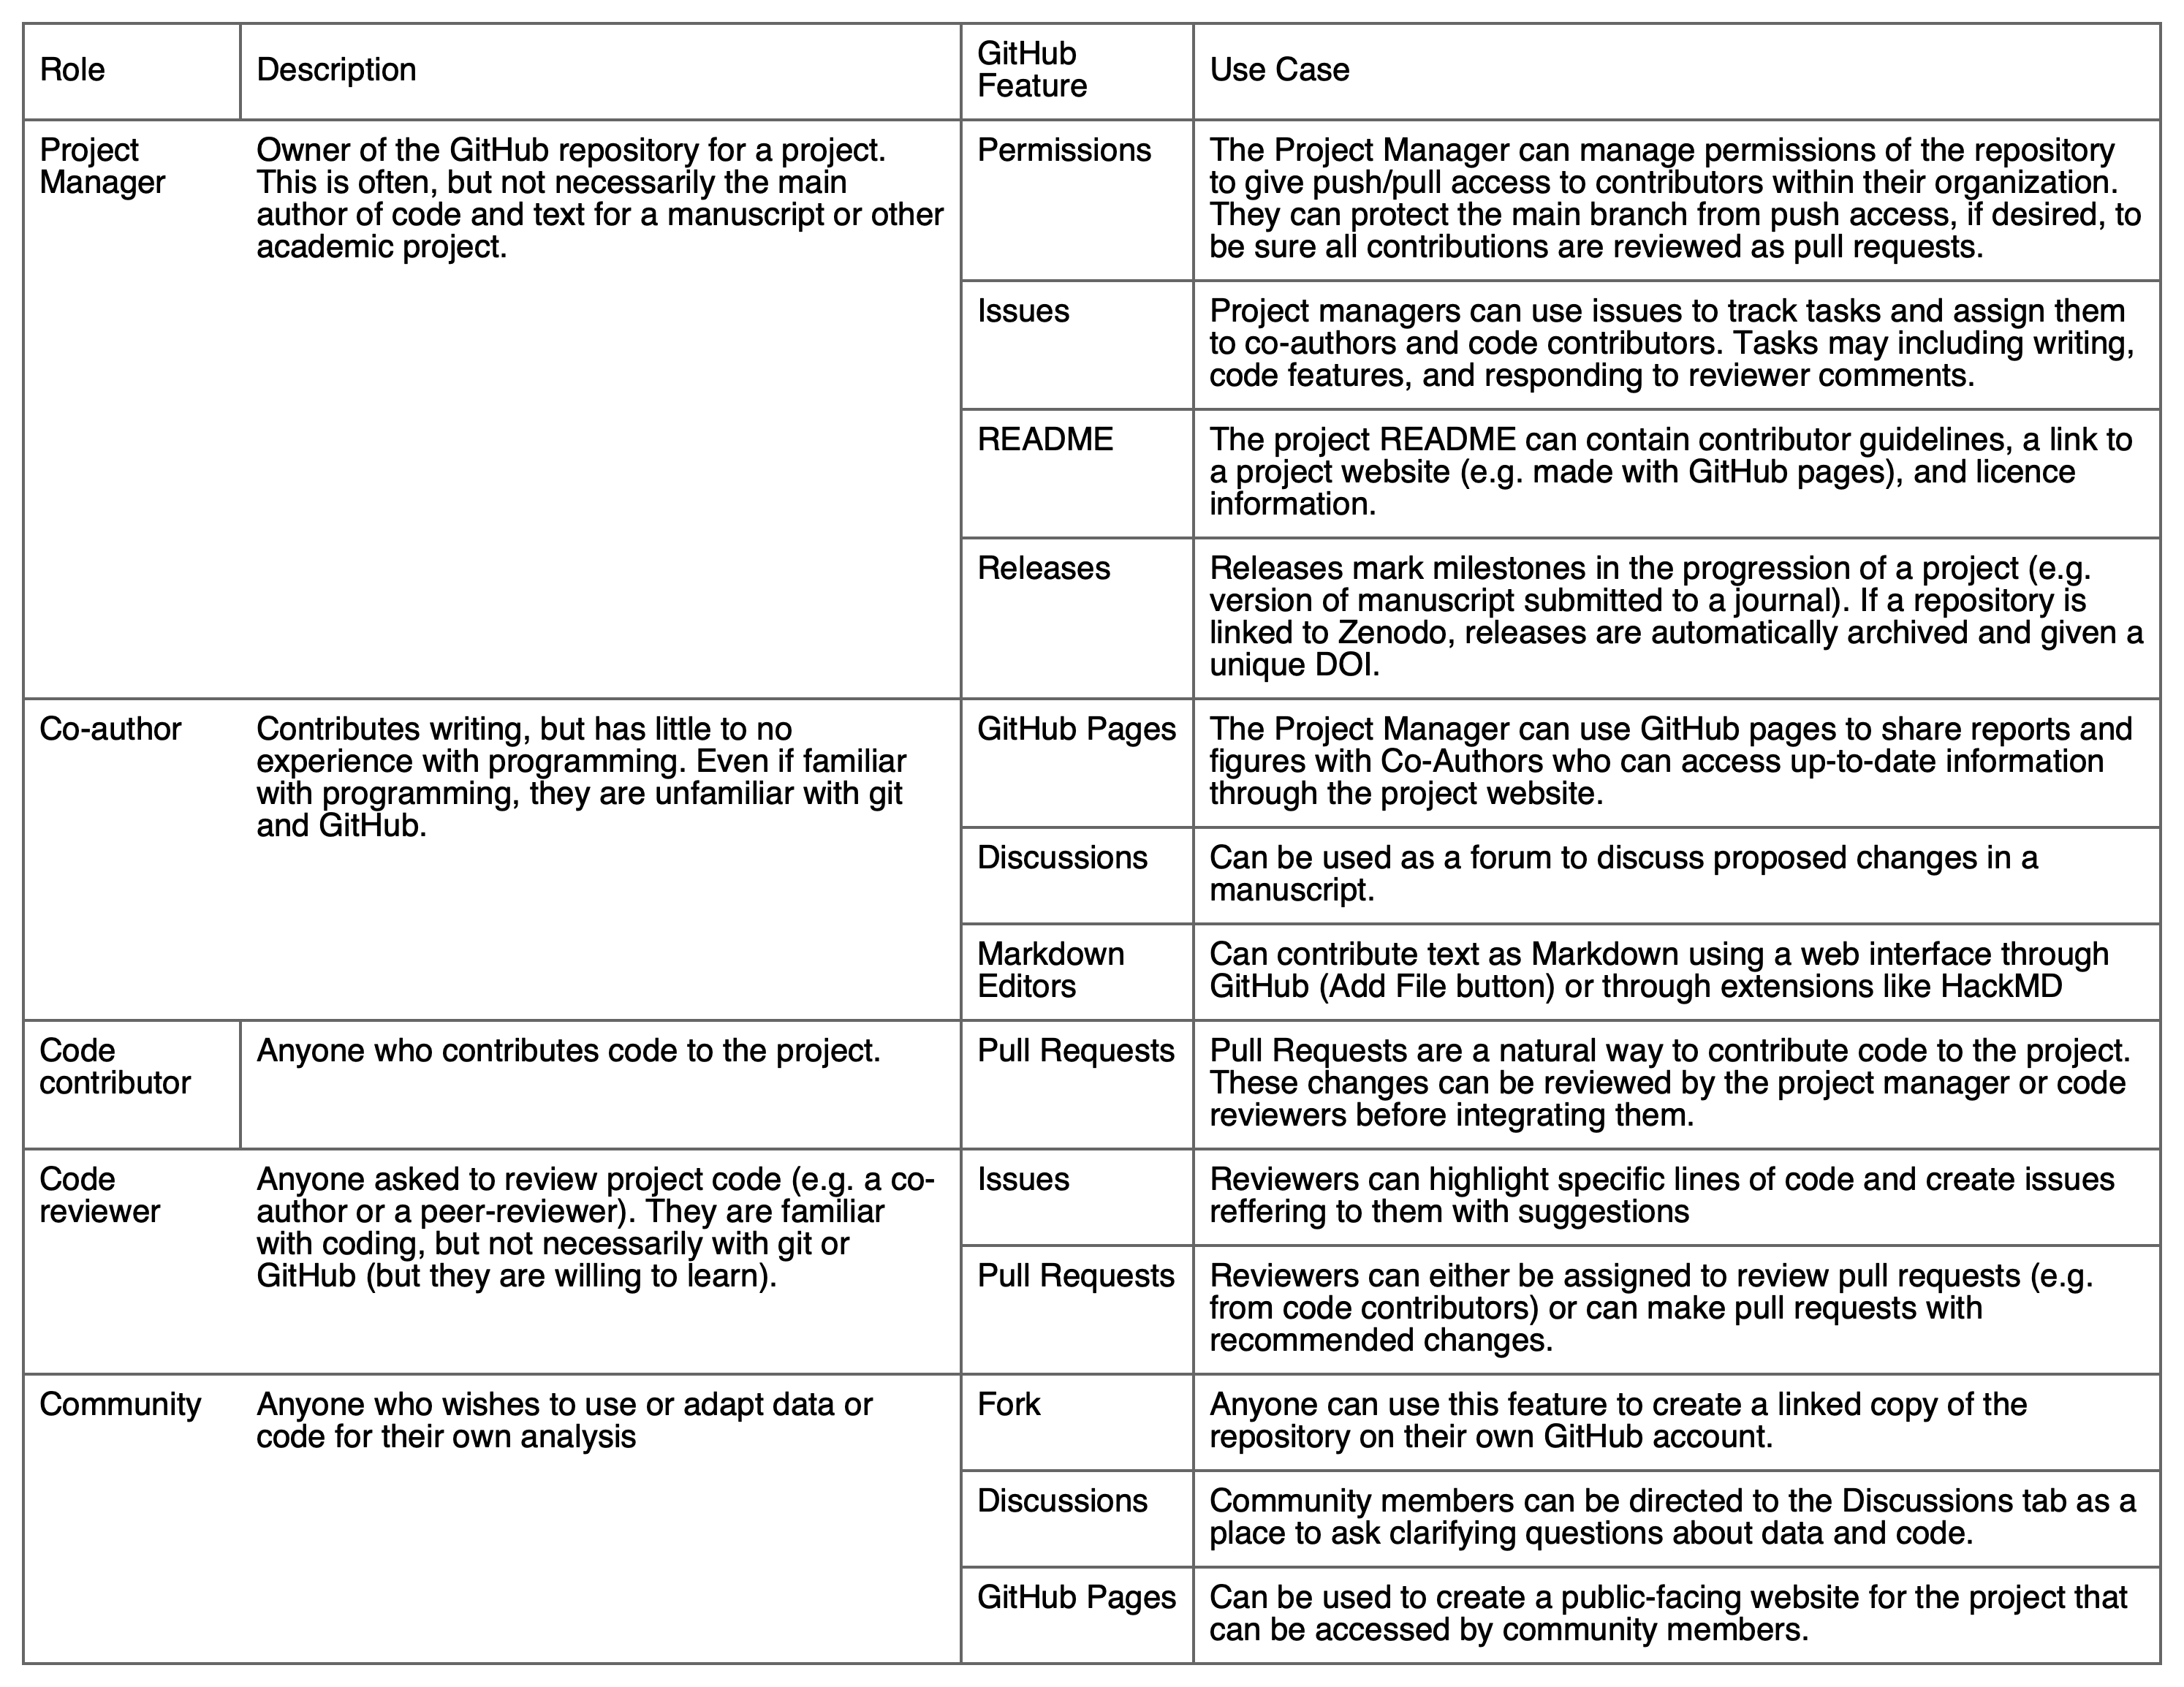 Role
Description
GitHub
Feature
Use Case
Project
Manager
Owner of the GitHub repository for a project.
This is often, but not necessarily the main
author of code and text for a manuscript or other
academic project.
Permissions
The Project Manager can manage permissions of the repository
to give push/pull access to contributors within their organization.
They can protect the main branch from push access, if desired, to
be sure all contributions are reviewed as pull requests.
Issues
Project managers can use issues to track tasks and assign them
to co-authors and code contributors. Tasks may including writing,
code features, and responding to reviewer comments.
README
The project README can contain contributor guidelines, a link to
a project website (e.g. made with GitHub pages), and licence
information.
Releases
Releases mark milestones in the progression of a project (e.g.
version of manuscript submitted to a journal). If a repository is
linked to Zenodo, releases are automatically archived and given a
unique DOI.
Co-author
Contributes writing, but has little to no
experience with programming. Even if familiar
with programming, they are unfamiliar with git
and GitHub.
GitHub Pages
The Project Manager can use GitHub pages to share reports and
figures with Co-Authors who can access up-to-date information
through the project website.
Discussions
Can be used as a forum to discuss proposed changes in a
manuscript.
Markdown
Editors
Can contribute text as Markdown using a web interface through
GitHub (Add File button) or through extensions like HackMD
Code
contributor
Anyone who contributes code to the project.
Pull Requests
Pull Requests are a natural way to contribute code to the project.
These changes can be reviewed by the project manager or code
reviewers before integrating them.
Code
reviewer
Anyone asked to review project code (e.g. a co-
author or a peer-reviewer). They are familiar
with coding, but not necessarily with git or
GitHub (but they are willing to learn).
Issues
Reviewers can highlight specific lines of code and create issues
reffering to them with suggestions
Pull Requests
Reviewers can either be assigned to review pull requests (e.g.
from code contributors) or can make pull requests with
recommended changes.
Community
Anyone who wishes to use or adapt data or
code for their own analysis
Fork
Anyone can use this feature to create a linked copy of the
repository on their own GitHub account.
Discussions
Community members can be directed to the Discussions tab as a
place to ask clarifying questions about data and code.
GitHub Pages
Can be used to create a public-facing website for the project that
can be accessed by community members.